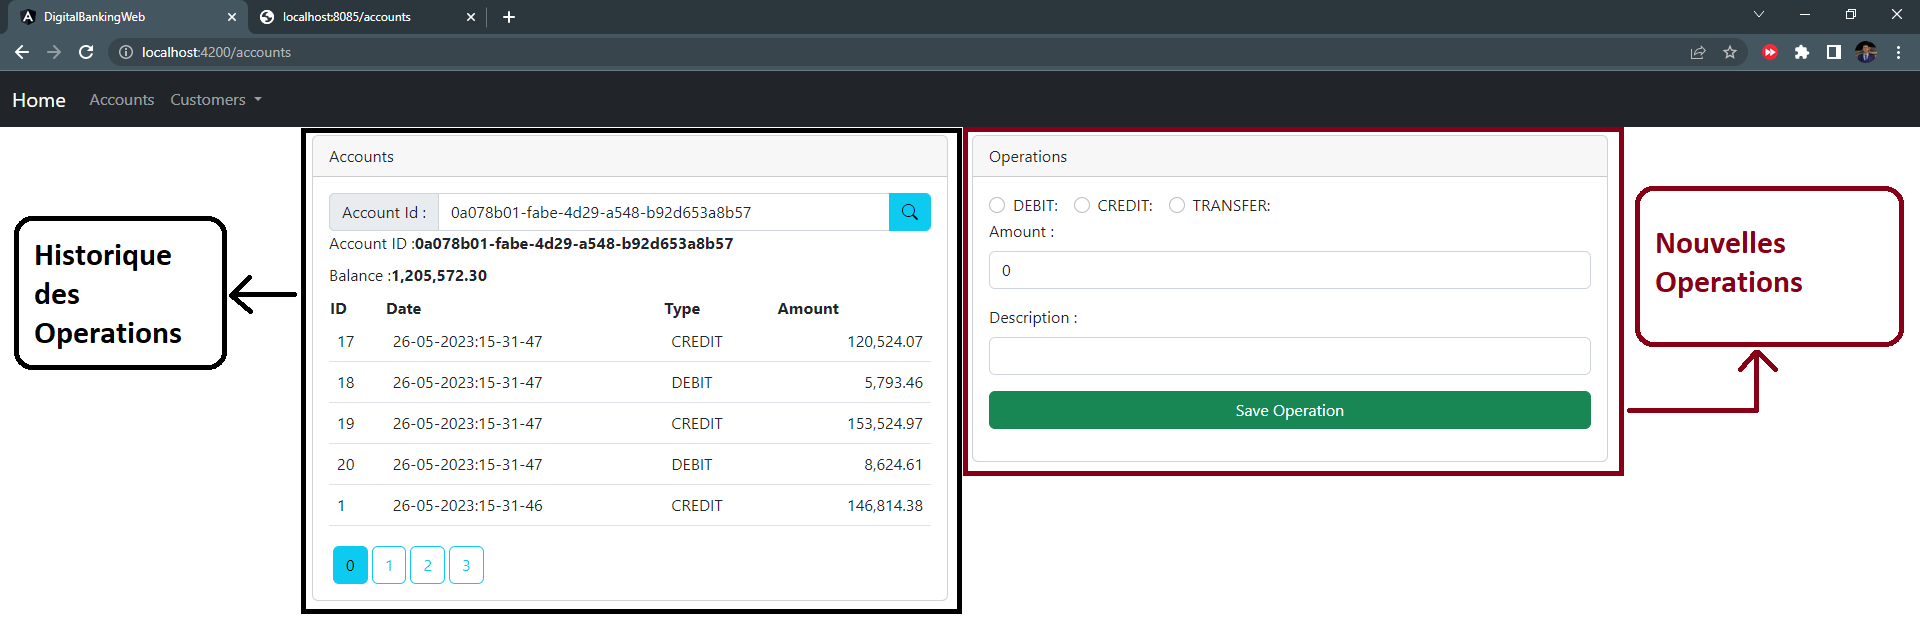 DigitalBankingWeb
localhost:8085/accounts
localhost:4200/accounts
Home Accounts Customers
Historique
des
Operations
Accounts
Account Id : 0a078b01-fabe-4d29-a548-b92d653a8b57
Account ID :0a078b01-fabe-4d29-a548-b92d653a8b57
Balance :1,205,572.30
ID Date Type Amount
17 26-05-2023:15-31-47 CREDIT 120,524.07
18 26-05-2023:15-31-47 DEBIT 5,793.46
19 26-05-2023:15-31-47 CREDIT 153,524.97
20 26-05-2023:15-31-47 DEBIT 8,624.61
1 26-05-2023:15-31-46 CREDIT 146,814.38
0 1 2 3
Operations
DEBIT: CREDIT: TRANSFER:
Amount :
0
Description :
Save Operation
Nouvelles
Operations